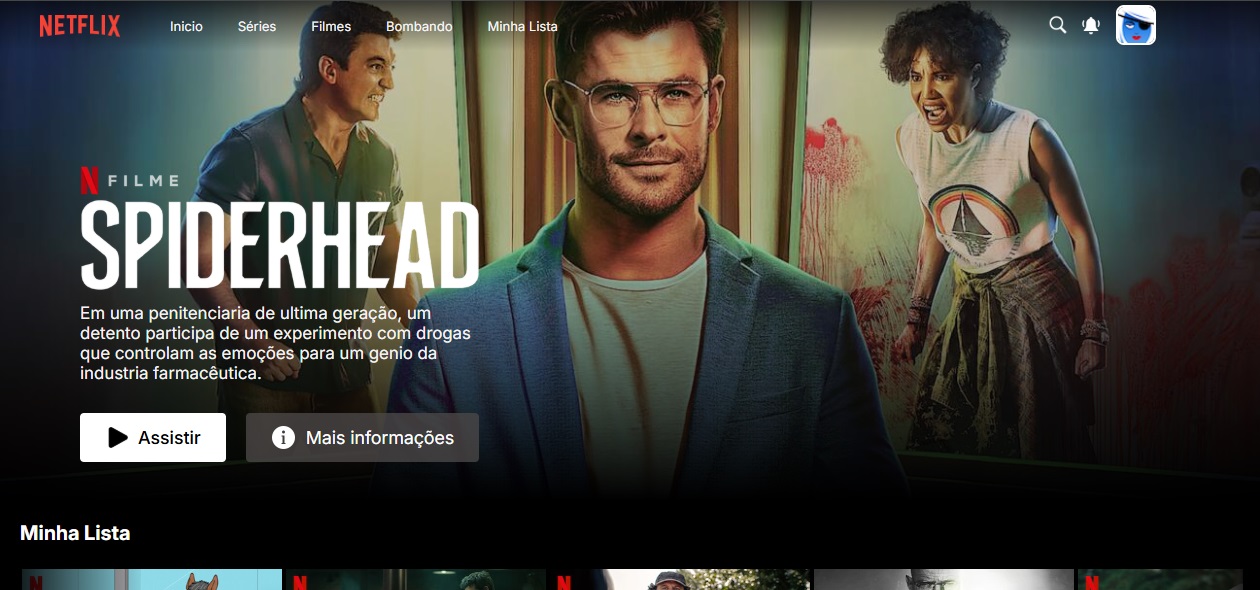 NETFLIX
Inicio Séries Filmes Bombando Minha Lista
N FILME
SPIDERHEAD
Em uma penitenciaria de ultima geração, um
detento participa de um experimento com drogas
que controlam as emoções para um genio da
industria farmacêutica.
Assistir Mais informações
Minha Lista
N N N N